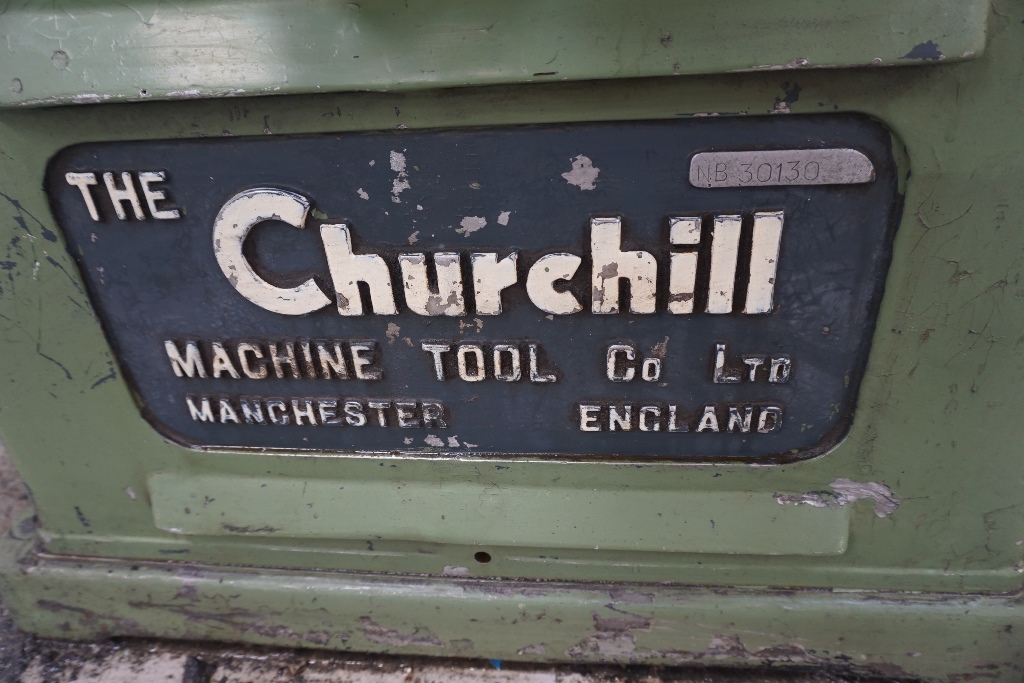 NB 30130
THE
Churchill
MACHINE TOOL Co LTD
MANCHESTER ENGLAND